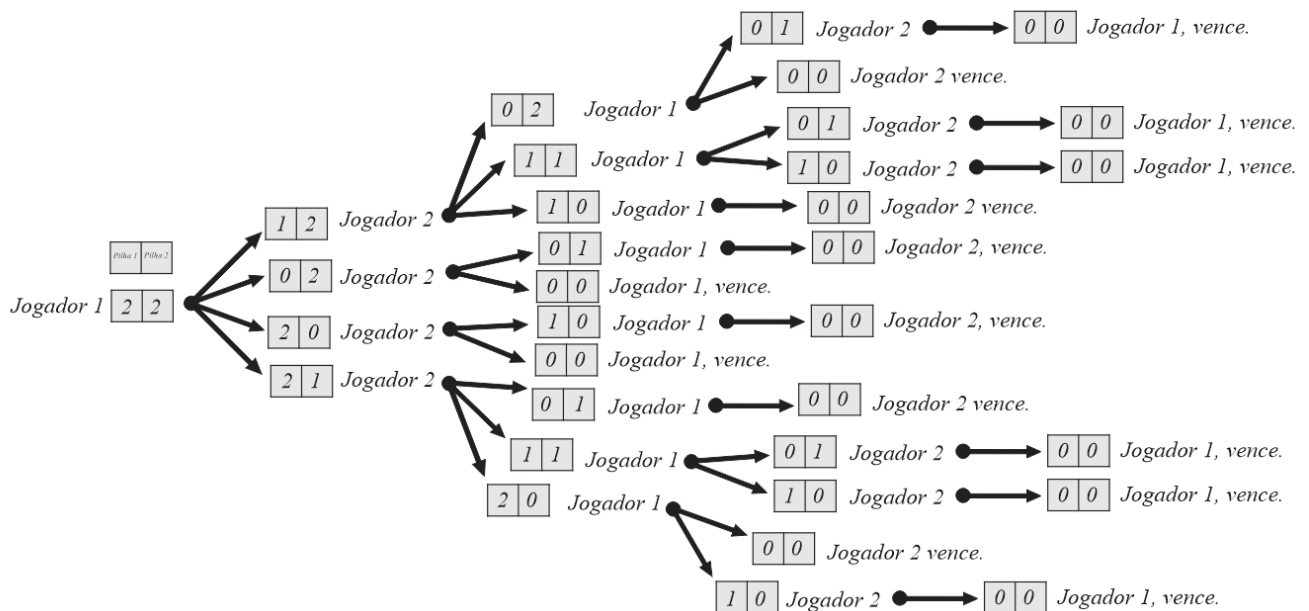 0 1 Jogador 2 0 0 Jogador 1, vence.
0 0 Jogador 2 vence.
0 2 Jogador 1
0 1 Jogador 2 0 0 Jogador 1, vence.
1 1 Jogador 1
1 0 Jogador 2 0 0 Jogador 1, vence.
1 2 Jogador 2
1 0 Jogador 1 0 0 Jogador 2 vence.
Pilha 1 Pilha 2
0 1 Jogador 1 0 0 Jogador 2, vence.
0 2 Jogador 2
0 0 Jogador 1, vence.
Jogador 1 2 2
1 0 Jogador 1 0 0 Jogador 2, vence.
2 0 Jogador 2
0 0 Jogador 1, vence.
2 1 Jogador 2
0 1 Jogador 1 0 0 Jogador 2 vence.
0 1 Jogador 2 0 0 Jogador 1, vence.
1 1 Jogador 1
1 0 Jogador 2 0 0 Jogador 1, vence.
2 0 Jogador 1
0 0 Jogador 2 vence.
1 0 Jogador 2 0 0 Jogador 1, vence.